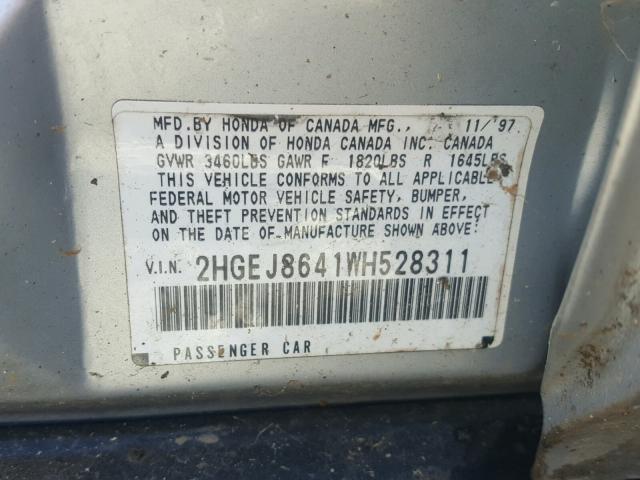 MFD.BY HONDA OF CANADA MFG., 11/'97
A DIVISION OF HONDA CANADA INC. CANADA
GVWR 3460LBS GAWR F 1820LBS R 1645LBS
THIS VEHICLE CONFORMS TO ALL APPLICABLE
FEDERAL MOTOR VEHICLE SAFETY, BUMPER,
AND THEFT PREVENTION STANDARDS IN EFFECT
ON THE DATE OF MANUFACTURE SHOWN ABOVE.
V.I.N. 2HGEJ8641WH528311
PASSENGER CAR